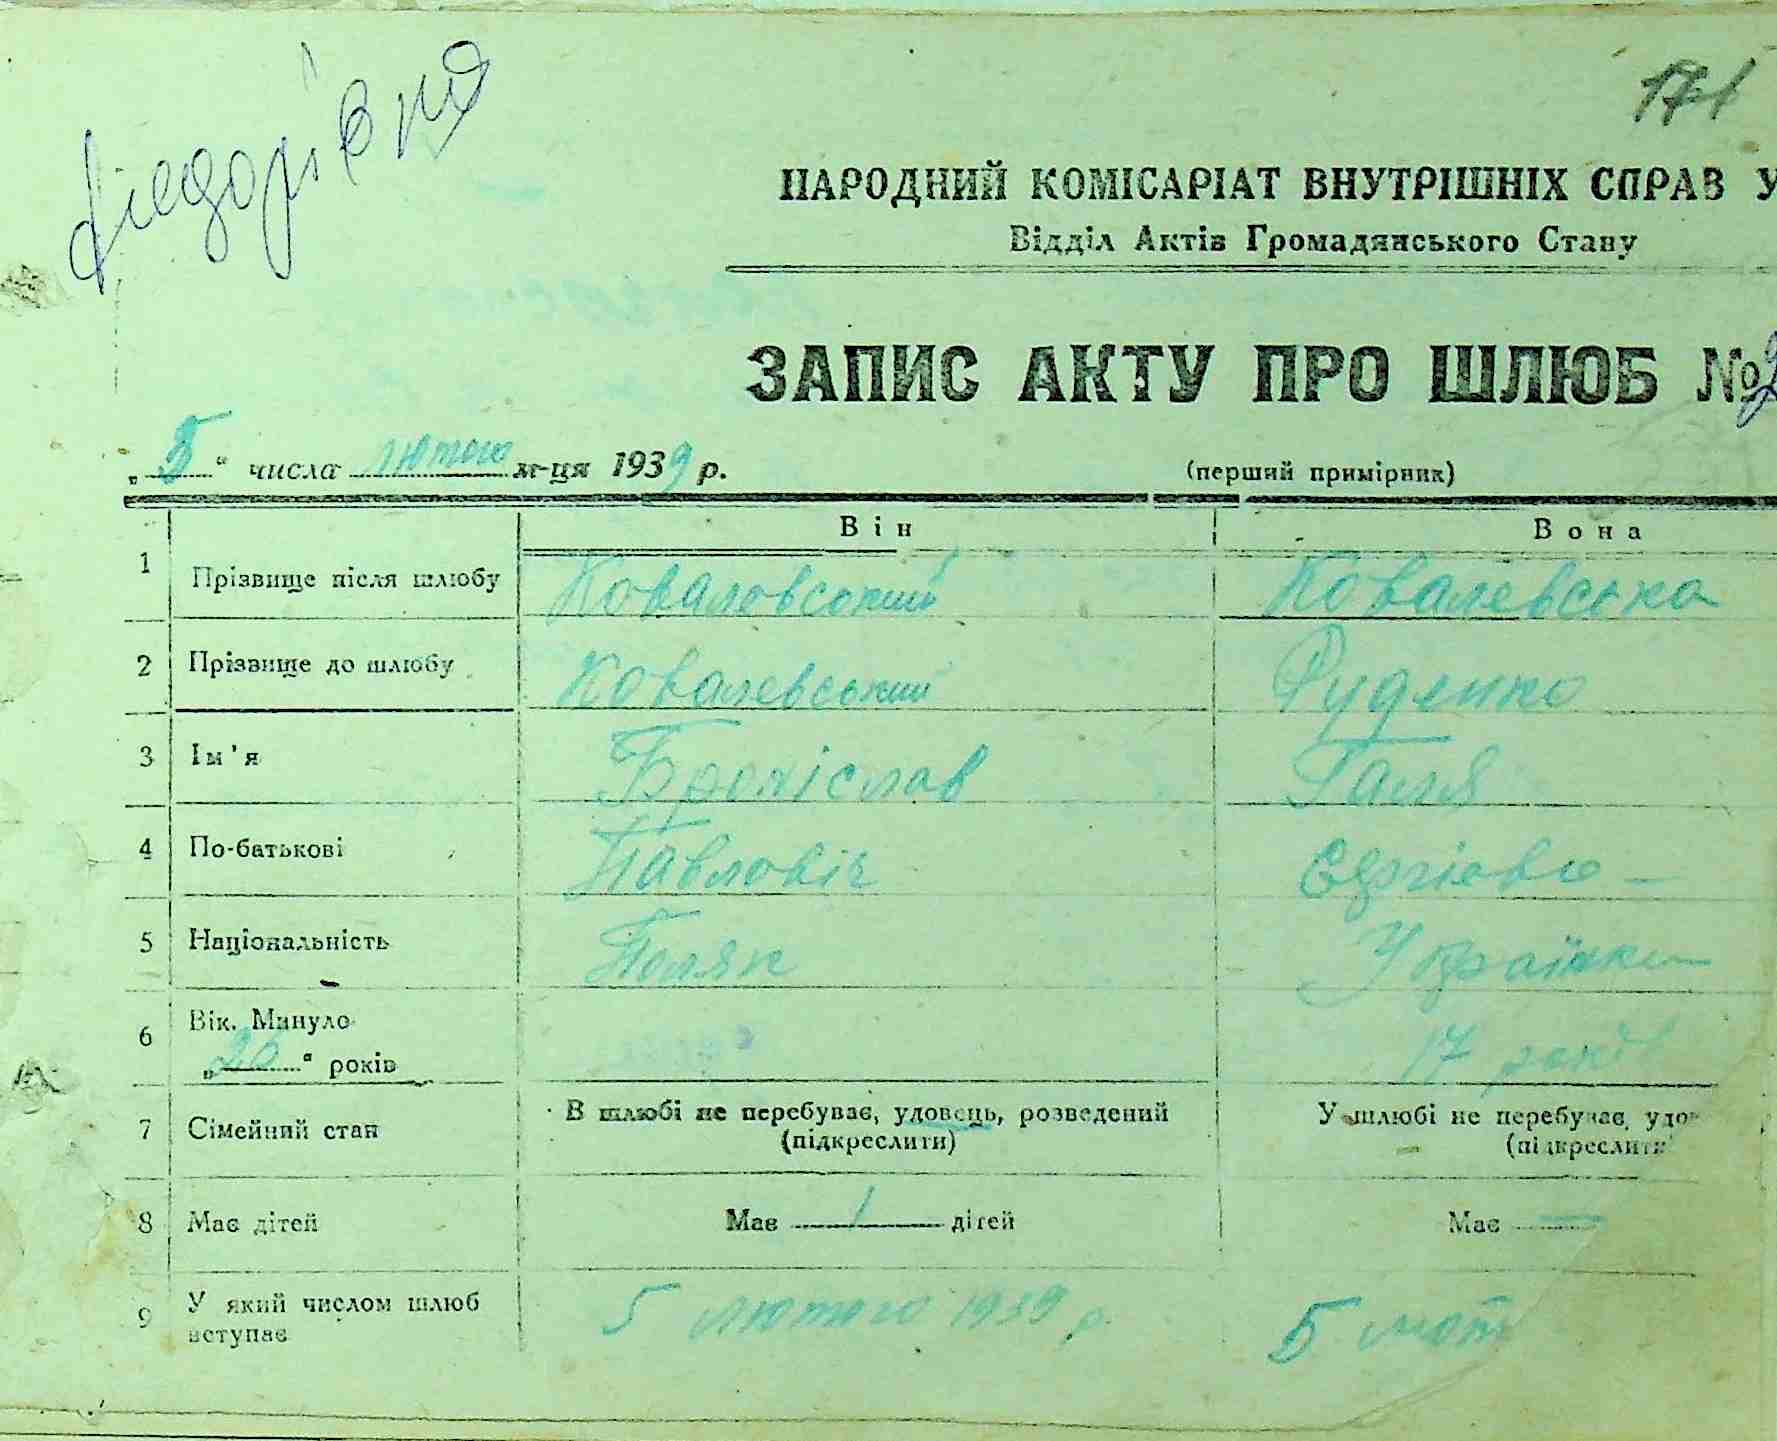 171
НАРОДНИЙ КОМІСАРІАТ ВНУТРІШНІХ СПРАВ У
Відділ Актів Громадянського Стану
ЗАПИС АКТУ ПРО ШЛЮБ № 2
„ 5 “ числа лютого м-ця 1939 р. (перший примірник)
Він Вона
1 Прізвище після шлюбу Коваловський Ковалевська
2 Прізвище до шлюбу Ковалевський Руденко
3 Ім'я Броніслав Галя
4 По-батькові Павловіч
5 Національність Поляк Українка
6 Вік. Минуло 17 років
„ 26 “ років
7 Сімейний стан В шлюбі не перебуває, удовець, розведений У шлюбі не перебуває, удо
(підкреслити) (підкреслити
8 Має дітей Має 1 дітей Має —
9 У який числом шлюб вступає 5 лютого 1939 р. 5 лют